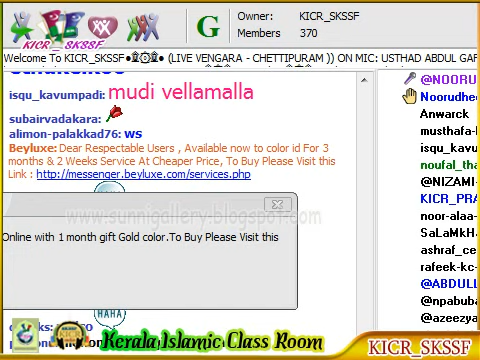 KICR_SKSSF
G
Owner: KICR_SKSSF
Members 370
Welcome To KICR_SKSSF (LIVE VENGARA - CHETTIPURAM )) ON MIC: USTHAD ABDUL GAF
isqu_kavumpadi: mudi vellamalla
subairvadakara:
alimon-palakkad76: ws
Beyluxe: Dear Respectable Users , Available now to color id For 3
months & 2 Weeks Service At Cheaper Price, To Buy Please Visit this
Link : http://messenger.beyluxe.com/services.php
www.sunnigallery.blogspot.com
Online with 1 month gift Gold color.To Buy Please Visit this
HAHA
@NOORU
Noorudhe
Anwarck
musthafa-
isqu_kavu
noufal_tha
@NIZAMI-
KICR_PRA
noor-alaa-
SaLaMkH
ashraf_ce
rafeek-kc-
@ABDUL
@npabuba
@azeezya
Kerala Islamic Class Room
KICR_SKSSF